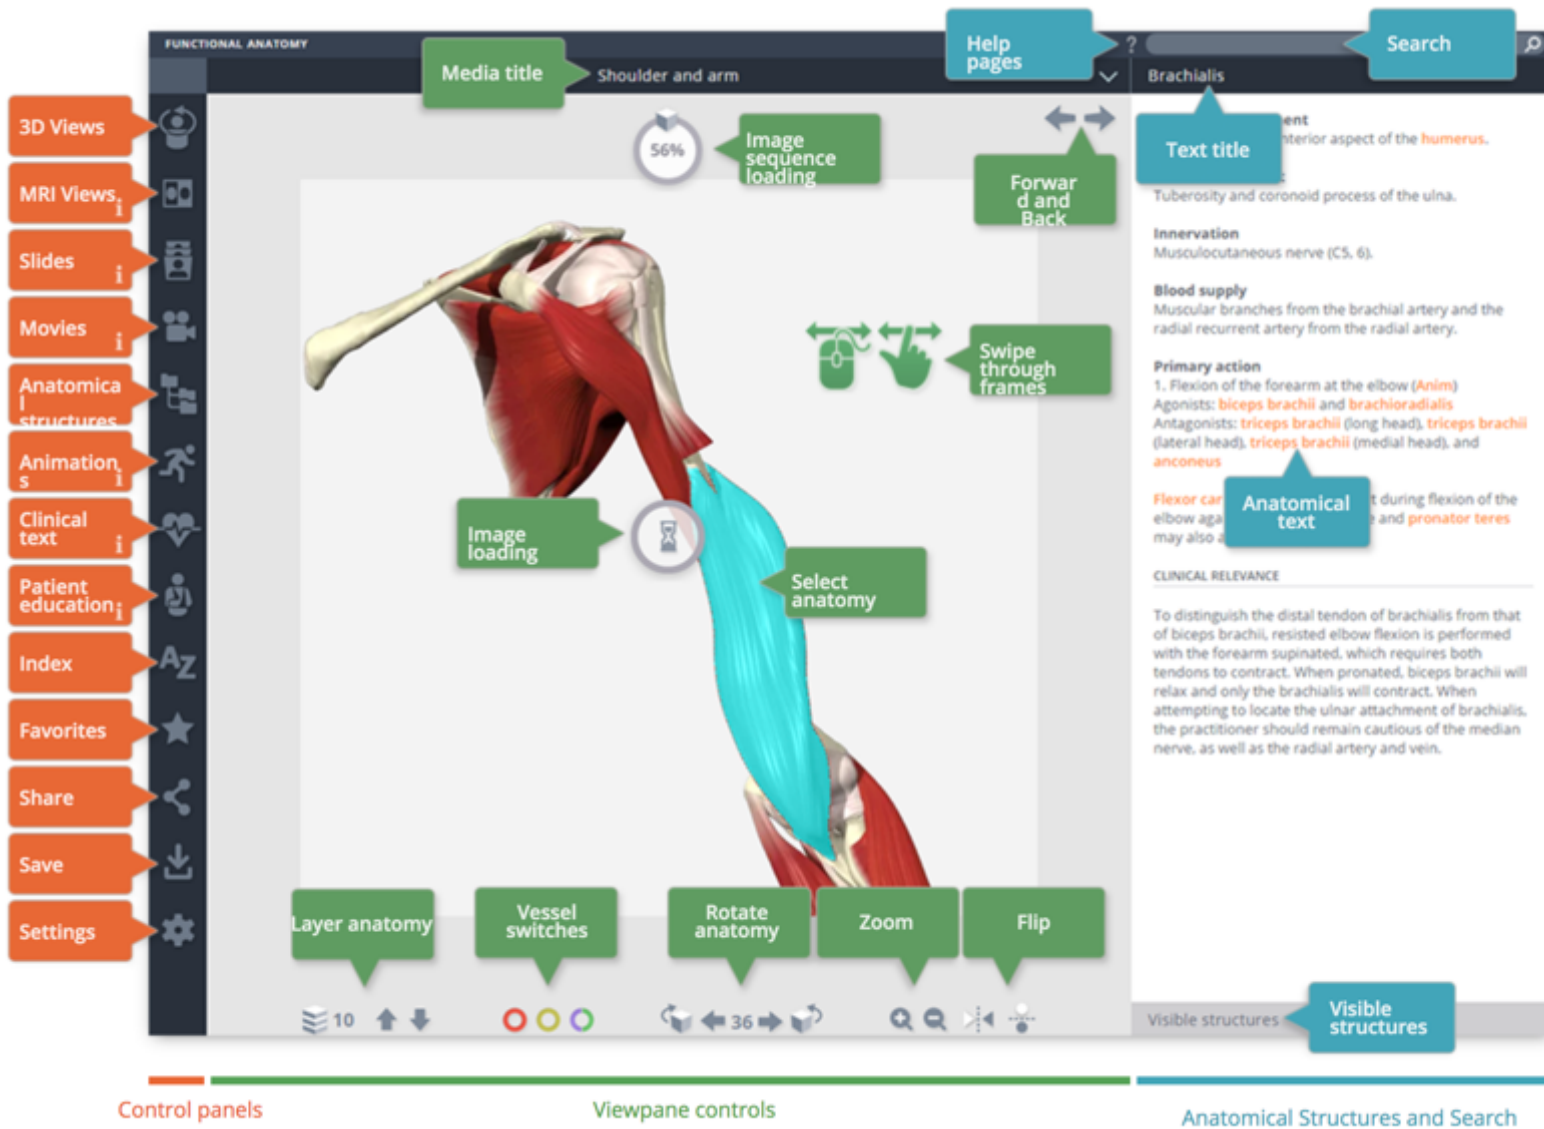 FUNCTIONAL ANATOMY
Media title
Shoulder and arm
Help
pages
?
Search
Brachialis
3D Views
MRI Views
Slides
Movies
Anatomica
l
structures
Animation
s
Clinical
text
Patient
education
Index
AZ
Favorites
Share
Save
Settings
56%
Image
sequence
loading
Forwar
d and
Back
Swipe
through
frames
Image
loading
Select
anatomy
Layer anatomy
Vessel
switches
Rotate
anatomy
Zoom
Flip
10
36
Text title
ent
nterior aspect of the humerus.
:
Tuberosity and coronoid process of the ulna.
Innervation
Musculocutaneous nerve (C5, 6).
Blood supply
Muscular branches from the brachial artery and the
radial recurrent artery from the radial artery.
Primary action
1. Flexion of the forearm at the elbow (Anim)
Agonists: biceps brachii and brachioradialis
Antagonists: triceps brachii (long head), triceps brachii
(lateral head), triceps brachii (medial head), and
anconeus
Anatomical
text
Flexor car t during flexion of the
elbow aga and pronator teres
may also a
CLINICAL RELEVANCE
To distinguish the distal tendon of brachialis from that
of biceps brachii, resisted elbow flexion is performed
with the forearm supinated, which requires both
tendons to contract. When pronated, biceps brachii will
relax and only the brachialis will contract. When
attempting to locate the ulnar attachment of brachialis,
the practitioner should remain cautious of the median
nerve, as well as the radial artery and vein.
Visible structures
Visible
structures
Control panels
Viewpane controls
Anatomical Structures and Search